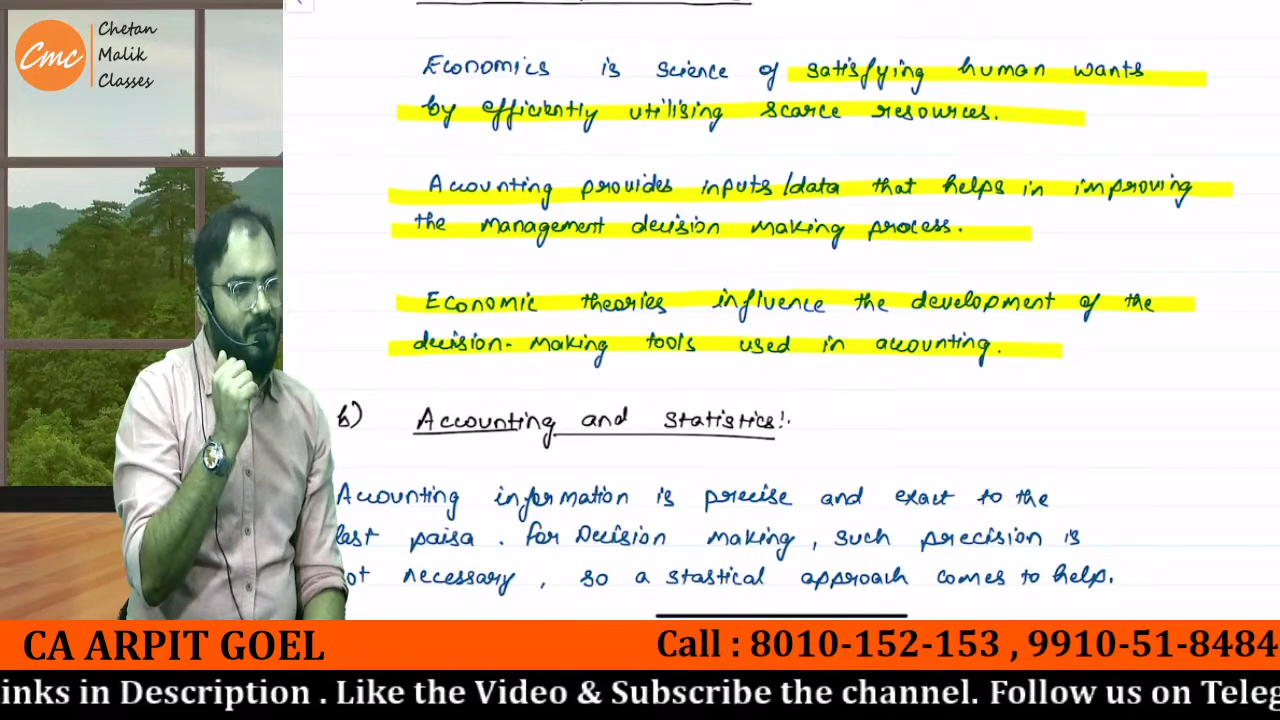 Cmc
Chetan
Malik
Classes
Economics is science of satisfying human wants
by efficiently utilising scarce resources.
Accounting provides inputs/data that helps in improving
the management decision making process.
Economic theories influence the development of the
decision-making tools used in accounting.
b) Accounting and Statistics:.
Accounting information is precise and exact to the
last paisa. For Decision making, such precision is
not necessary, so a stastical approach comes to help.
CA ARPIT GOEL
Call : 8010-152-153 , 9910-51-8484
inks in Description . Like the Video & Subscribe the channel. Follow us on Teleg